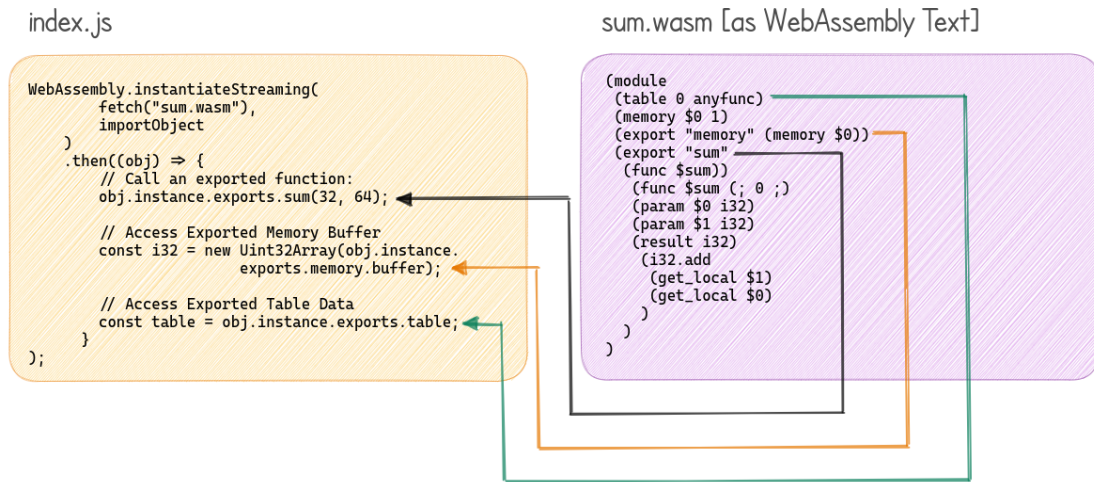 index.js
WebAssembly.instantiateStreaming(
fetch("sum.wasm"),
importObject
)
.then((obj) => {
// Call an exported function:
obj.instance.exports.sum(32, 64);
// Access Exported Memory Buffer
const i32 = new Uint32Array(obj.instance.
exports.memory.buffer);
// Access Exported Table Data
const table = obj.instance.exports.table;
}
);
sum.wasm [as WebAssembly Text]
(module
(table 0 anyfunc)
(memory $0 1)
(export "memory" (memory $0))
(export "sum"
(func $sum))
(func $sum (; 0 ;)
(param $0 i32)
(param $1 i32)
(result i32)
(i32.add
(get_local $1)
(get_local $0)
)
)
)